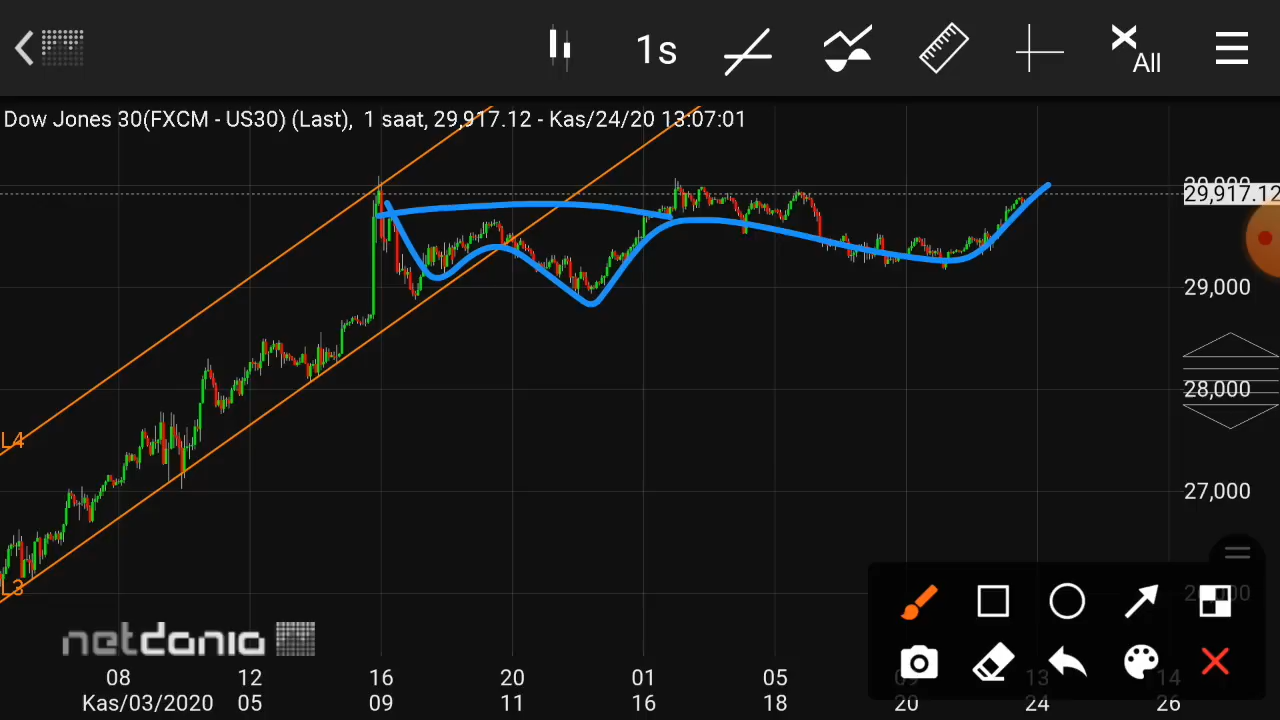 1s
All
Dow Jones 30(FXCM - US30) (Last), 1 saat, 29,917.12 - Kas/24/20 13:07:01
29,917.12
29,000
28,000
27,000
L4
L3
netdania
08 12 16 20 01 05 09 13 14
Kas/03/2020 05 09 11 16 18 20 24 26